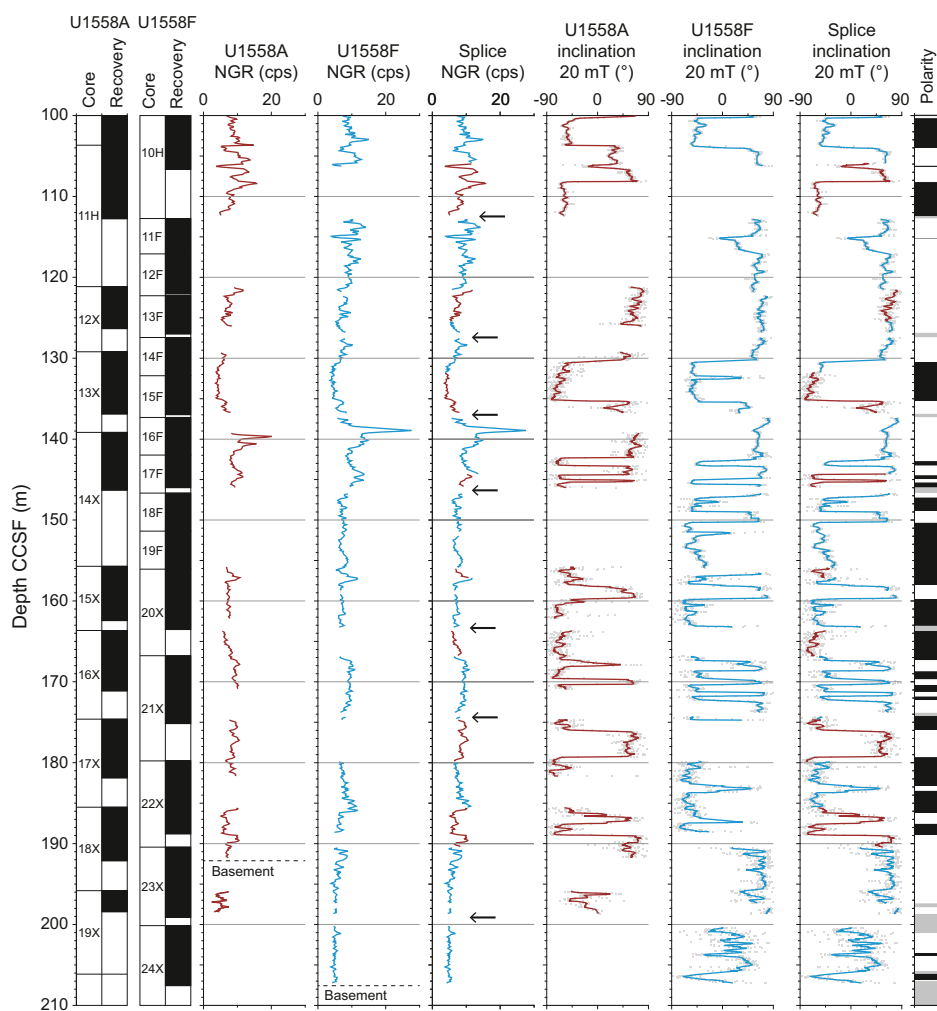 U1558A U1558F
Core Recovery Core Recovery
U1558A NGR (cps)
U1558F NGR (cps)
Splice NGR (cps)
U1558A inclination 20 mT (°)
U1558F inclination 20 mT (°)
Splice inclination 20 mT (°)
Polarity
0 20 0 20 0 20 -90 0 90 -90 0 90 -90 0 90
Depth CCSF (m)
100
110
120
130
140
150
160
170
180
190
200
210
11H
12X
13X
14X
15X
16X
17X
18X
19X
10H
11F
12F
13F
14F
15F
16F
17F
18F
19F
20X
21X
22X
23X
24X
Basement
Basement